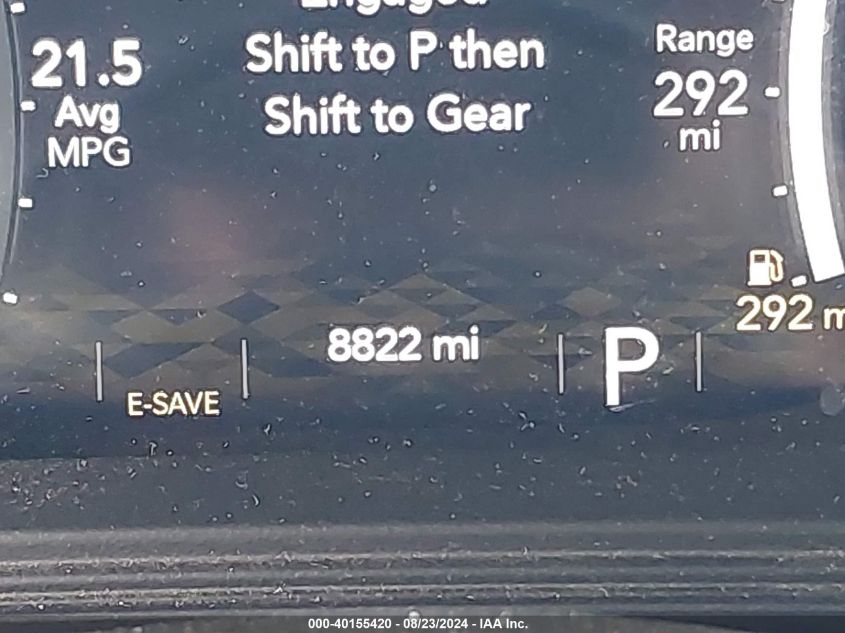 Engaged
Shift to P then
Shift to Gear
21.5
Avg
MPG
Range
292
mi
292 m
8822 mi
P
E-SAVE
000-40155420 - 08/23/2024 - IAA Inc.